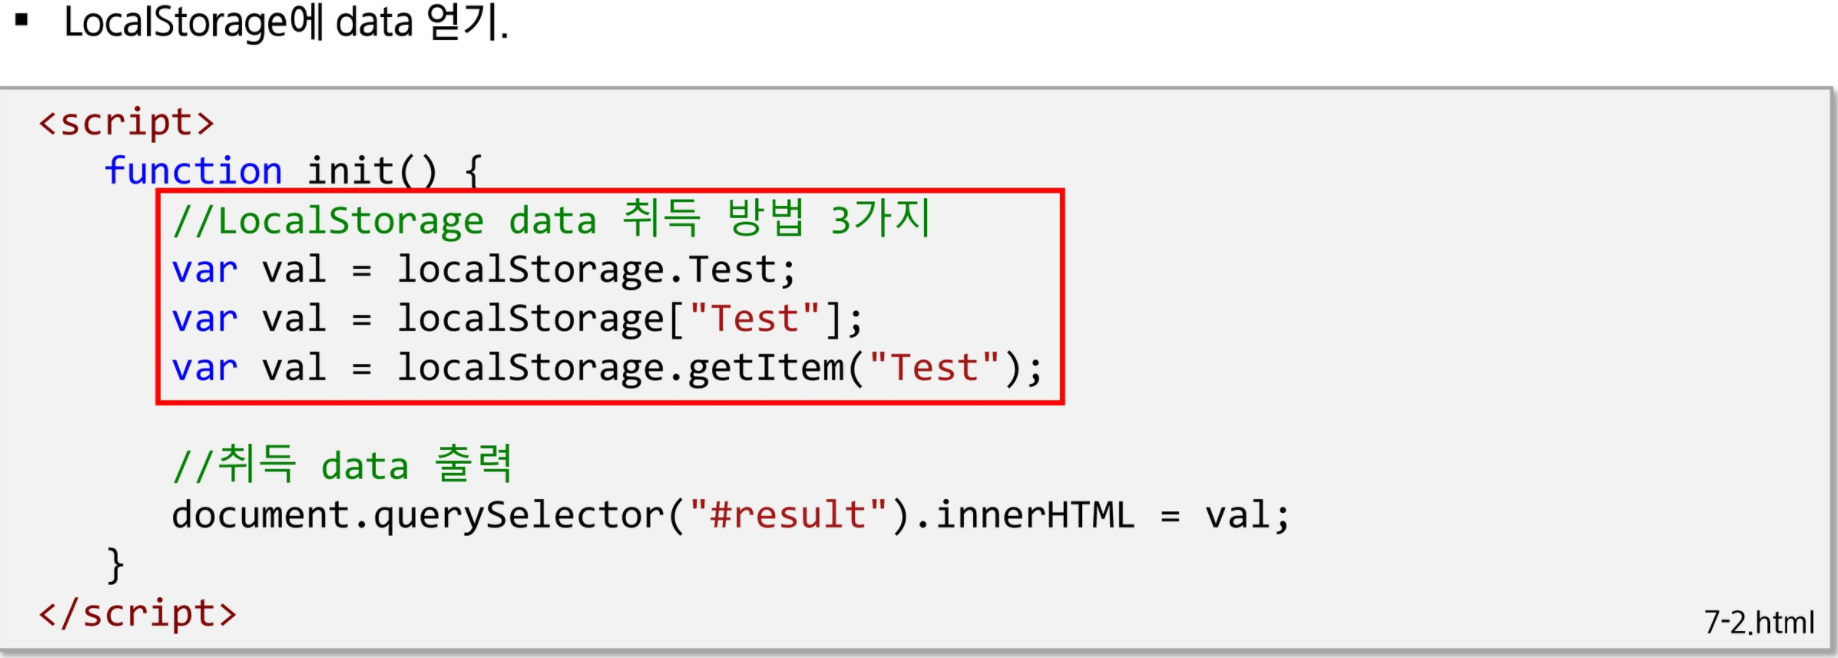 ▪ LocalStorage에 data 얻기.
<script>
function init() {
//LocalStorage data 취득 방법 3가지
var val = localStorage.Test;
var val = localStorage["Test"];
var val = localStorage.getItem("Test");
//취득 data 출력
document.querySelector("#result").innerHTML = val;
}
</script>
7-2.html